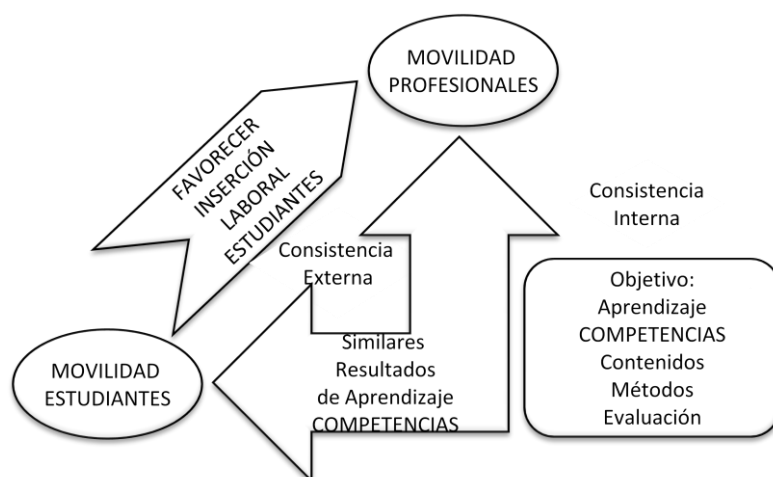 MOVILIDAD
PROFESIONALES
FAVORECER
INSERCIÓN
LABORAL
ESTUDIANTES
Consistencia
Interna
Consistencia
Externa
Objetivo:
Aprendizaje
COMPETENCIAS
Contenidos
Métodos
Evaluación
Similares
Resultados
de Aprendizaje
COMPETENCIAS
MOVILIDAD
ESTUDIANTES